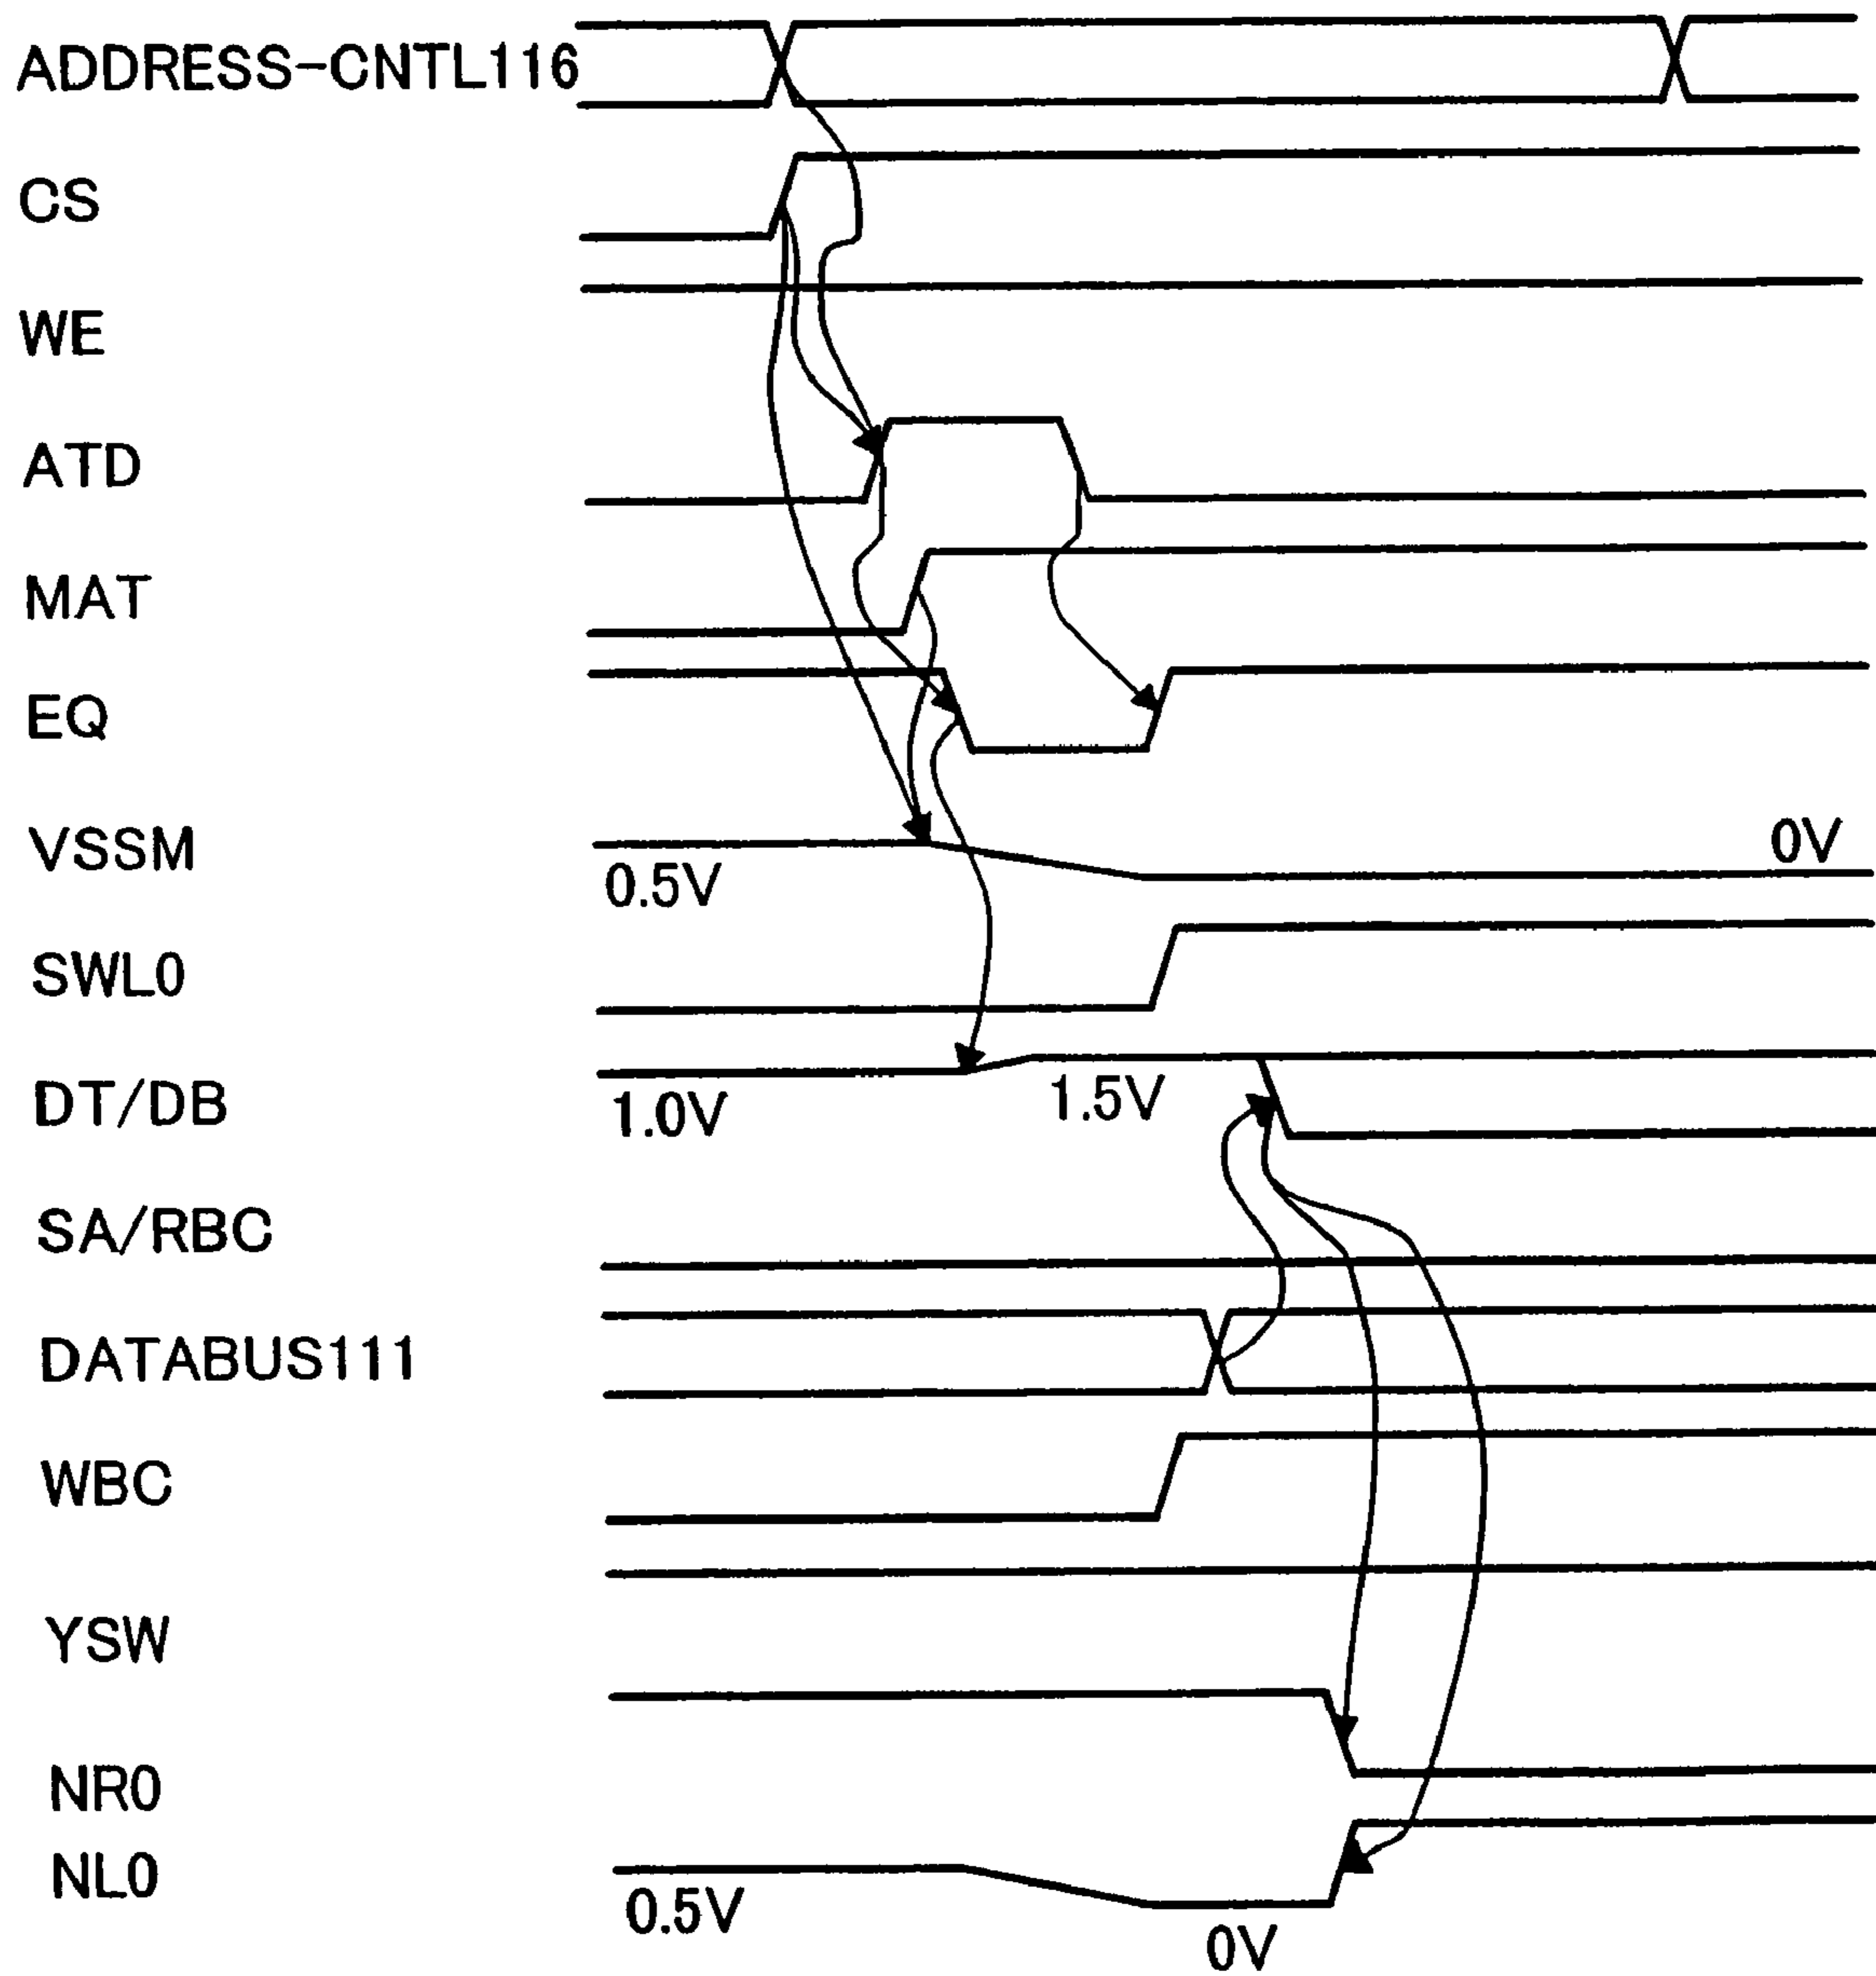 ADDRESS-CNTL116
CS
WE
ATD
MAT
EQ
VSSM
0.5V
0V
SWL0
DT/DB
1.0V
1.5V
SA/RBC
DATABUS111
WBC
YSW
NR0
NL0
0.5V
0V